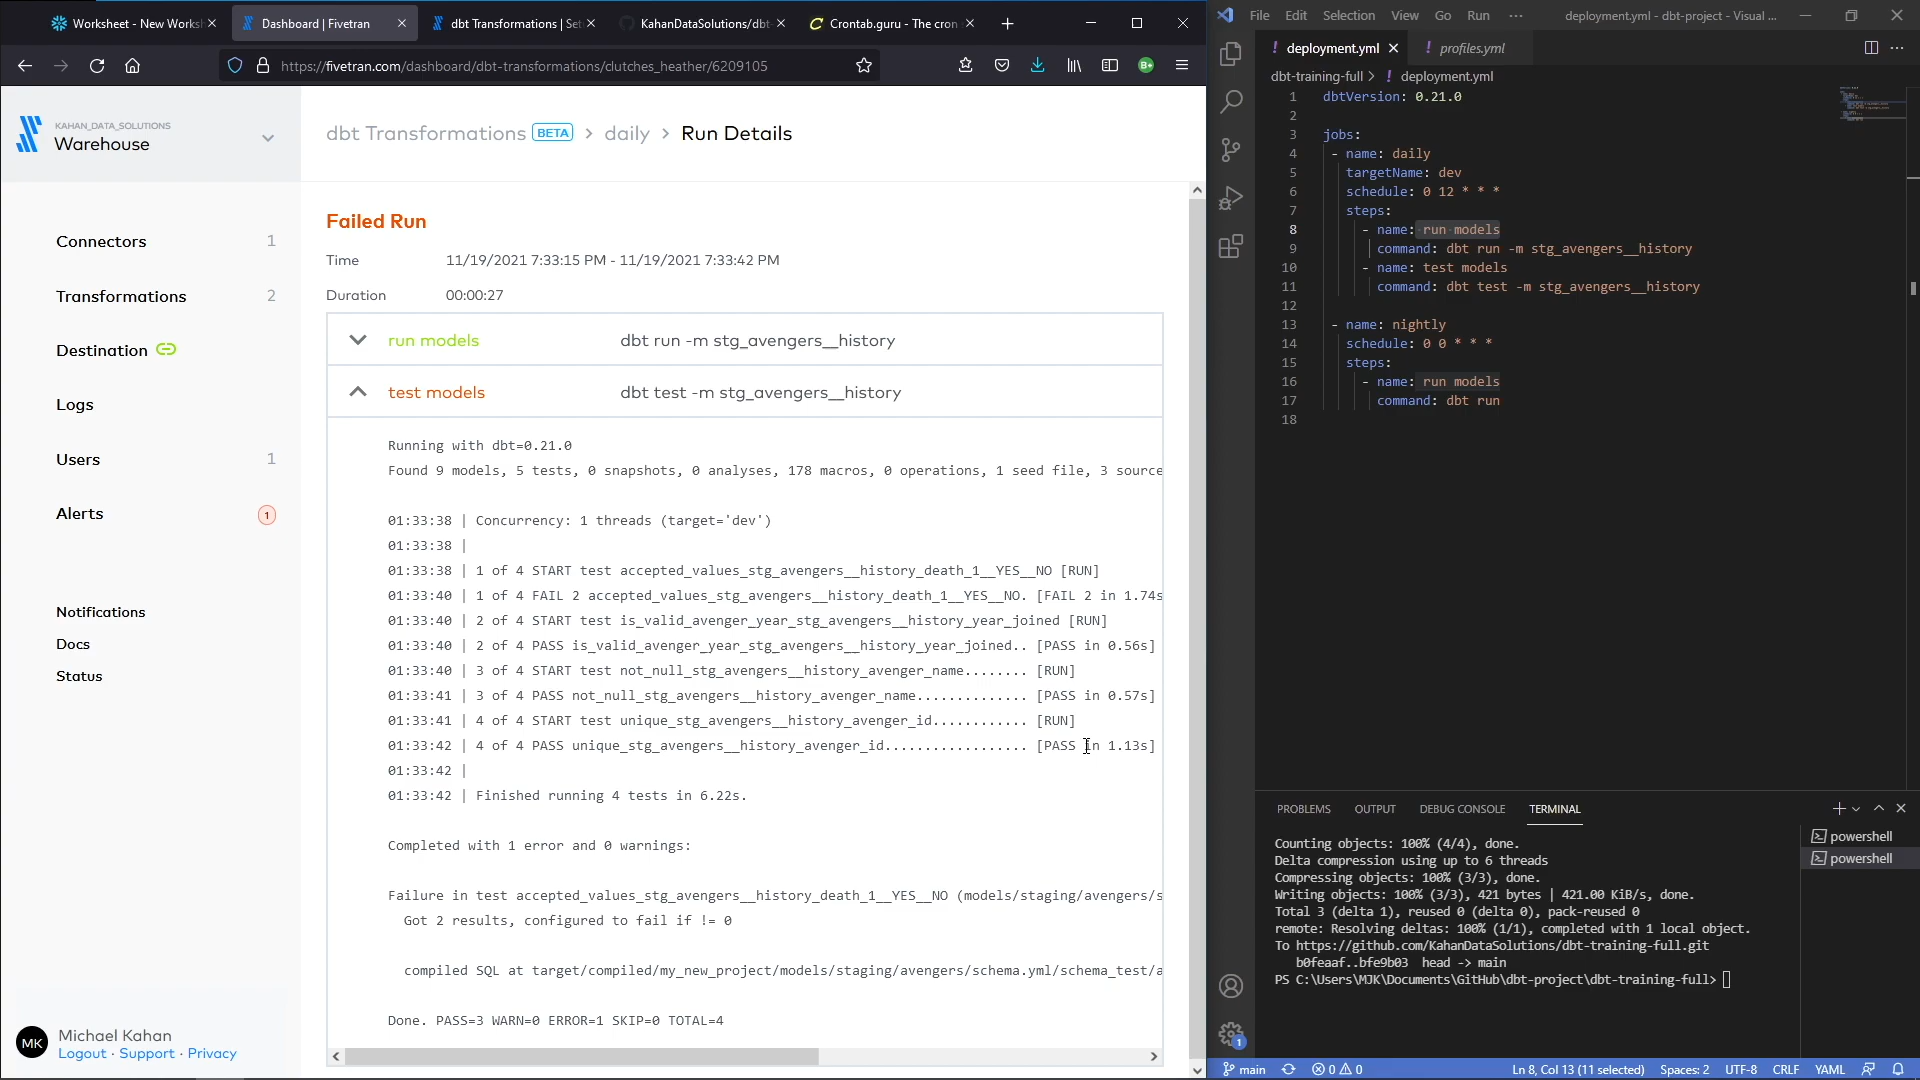 Worksheet - New Works
Dashboard | Fivetran
dbt Transformations | Set
KahanDataSolutions/dbt-
Crontab.guru - The cron
https://fivetran.com/dashboard/dbt-transformations/clutches_heather/6209105
KAHAN_DATA_SOLUTIONS
Warehouse
Connectors 1
Transformations 2
Destination
Logs
Users 1
Alerts 1
Notifications
Docs
Status
MK
Michael Kahan
Logout · Support · Privacy
dbt Transformations BETA > daily > Run Details
Failed Run
Time 11/19/2021 7:33:15 PM - 11/19/2021 7:33:42 PM
Duration 00:00:27
run models dbt run -m stg_avengers__history
test models dbt test -m stg_avengers__history
Running with dbt=0.21.0
Found 9 models, 5 tests, 0 snapshots, 0 analyses, 178 macros, 0 operations, 1 seed file, 3 source
01:33:38 | Concurrency: 1 threads (target='dev')
01:33:38 |
01:33:38 | 1 of 4 START test accepted_values_stg_avengers__history_death_1__YES__NO [RUN]
01:33:40 | 1 of 4 FAIL 2 accepted_values_stg_avengers__history_death_1__YES__NO. [FAIL 2 in 1.74s
01:33:40 | 2 of 4 START test is_valid_avenger_year_stg_avengers__history_year_joined [RUN]
01:33:40 | 2 of 4 PASS is_valid_avenger_year_stg_avengers__history_year_joined.. [PASS in 0.56s]
01:33:40 | 3 of 4 START test not_null_stg_avengers__history_avenger_name........ [RUN]
01:33:41 | 3 of 4 PASS not_null_stg_avengers__history_avenger_name.............. [PASS in 0.57s]
01:33:41 | 4 of 4 START test unique_stg_avengers__history_avenger_id............ [RUN]
01:33:42 | 4 of 4 PASS unique_stg_avengers__history_avenger_id.................. [PASS in 1.13s]
01:33:42 |
01:33:42 | Finished running 4 tests in 6.22s.
Completed with 1 error and 0 warnings:
Failure in test accepted_values_stg_avengers__history_death_1__YES__NO (models/staging/avengers/s
Got 2 results, configured to fail if != 0
compiled SQL at target/compiled/my_new_project/models/staging/avengers/schema.yml/schema_test/a
Done. PASS=3 WARN=0 ERROR=1 SKIP=0 TOTAL=4
File Edit Selection View Go Run ··· deployment.yml - dbt-project - Visual ...
! deployment.yml
! profiles.yml
dbt-training-full > ! deployment.yml
1 dbtVersion: 0.21.0
2
3 jobs:
4 - name: daily
5 targetName: dev
6 schedule: 0 12 * * *
7 steps:
8 - name: run models
9 command: dbt run -m stg_avengers__history
10 - name: test models
11 command: dbt test -m stg_avengers__history
12
13 - name: nightly
14 schedule: 0 0 * * *
15 steps:
16 - name: run models
17 command: dbt run
18
PROBLEMS OUTPUT DEBUG CONSOLE TERMINAL
powershell
powershell
Counting objects: 100% (4/4), done.
Delta compression using up to 6 threads
Compressing objects: 100% (3/3), done.
Writing objects: 100% (3/3), 421 bytes | 421.00 KiB/s, done.
Total 3 (delta 1), reused 0 (delta 0), pack-reused 0
remote: Resolving deltas: 100% (1/1), completed with 1 local object.
To https://github.com/KahanDataSolutions/dbt-training-full.git
b0feaaf..bfe9b03 head -> main
PS C:\Users\MJK\Documents\GitHub\dbt-project\dbt-training-full>
1
main 0 0 Ln 8, Col 13 (11 selected) Spaces: 2 UTF-8 CRLF YAML